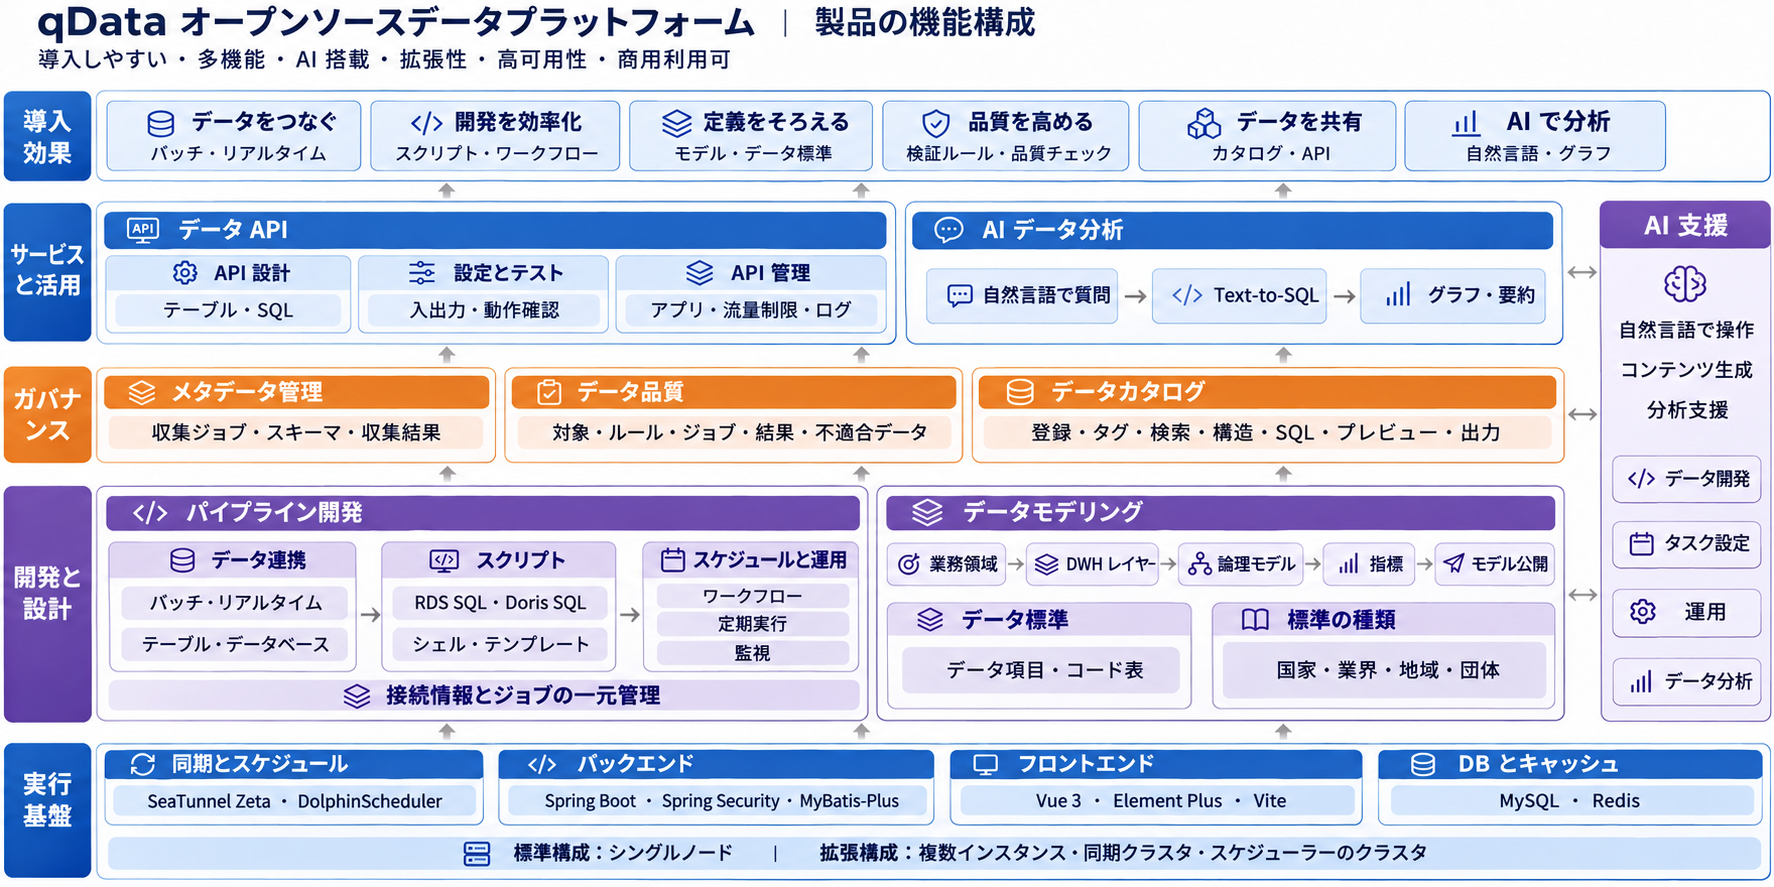 qData オープンソースデータプラットフォーム | 製品の機能構成
導入しやすい・多機能・AI 搭載・拡張性・高可用性・商用利用可
導入
効果
データをつなぐ
バッチ・リアルタイム
開発を効率化
スクリプト・ワークフロー
定義をそろえる
モデル・データ標準
品質を高める
検証ルール・品質チェック
データを共有
カタログ・API
AI で分析
自然言語・グラフ
サービス
と活用
API
データ API
API 設計
テーブル・SQL
設定とテスト
入出力・動作確認
API 管理
アプリ・流量制限・ログ
AI データ分析
自然言語で質問
Text-to-SQL
グラフ・要約
ガバナ
ンス
メタデータ管理
収集ジョブ・スキーマ・収集結果
データ品質
対象・ルール・ジョブ・結果・不適合データ
データカタログ
登録・タグ・検索・構造・SQL・プレビュー・出力
開発と
設計
パイプライン開発
データ連携
バッチ・リアルタイム
テーブル・データベース
スクリプト
RDS SQL・Doris SQL
シェル・テンプレート
スケジュールと運用
ワークフロー
定期実行
監視
接続情報とジョブの一元管理
データモデリング
業務領域
DWH レイヤー
論理モデル
指標
モデル公開
データ標準
データ項目・コード表
標準の種類
国家・業界・地域・団体
AI 支援
自然言語で操作
コンテンツ生成
分析支援
データ開発
タスク設定
運用
データ分析
実行
基盤
同期とスケジュール
SeaTunnel Zeta ・ DolphinScheduler
バックエンド
Spring Boot ・ Spring Security・MyBatis-Plus
フロントエンド
Vue 3 ・ Element Plus ・ Vite
DB とキャッシュ
MySQL ・ Redis
標準構成：シングルノード | 拡張構成：複数インスタンス・同期クラスタ・スケジューラーのクラスタ